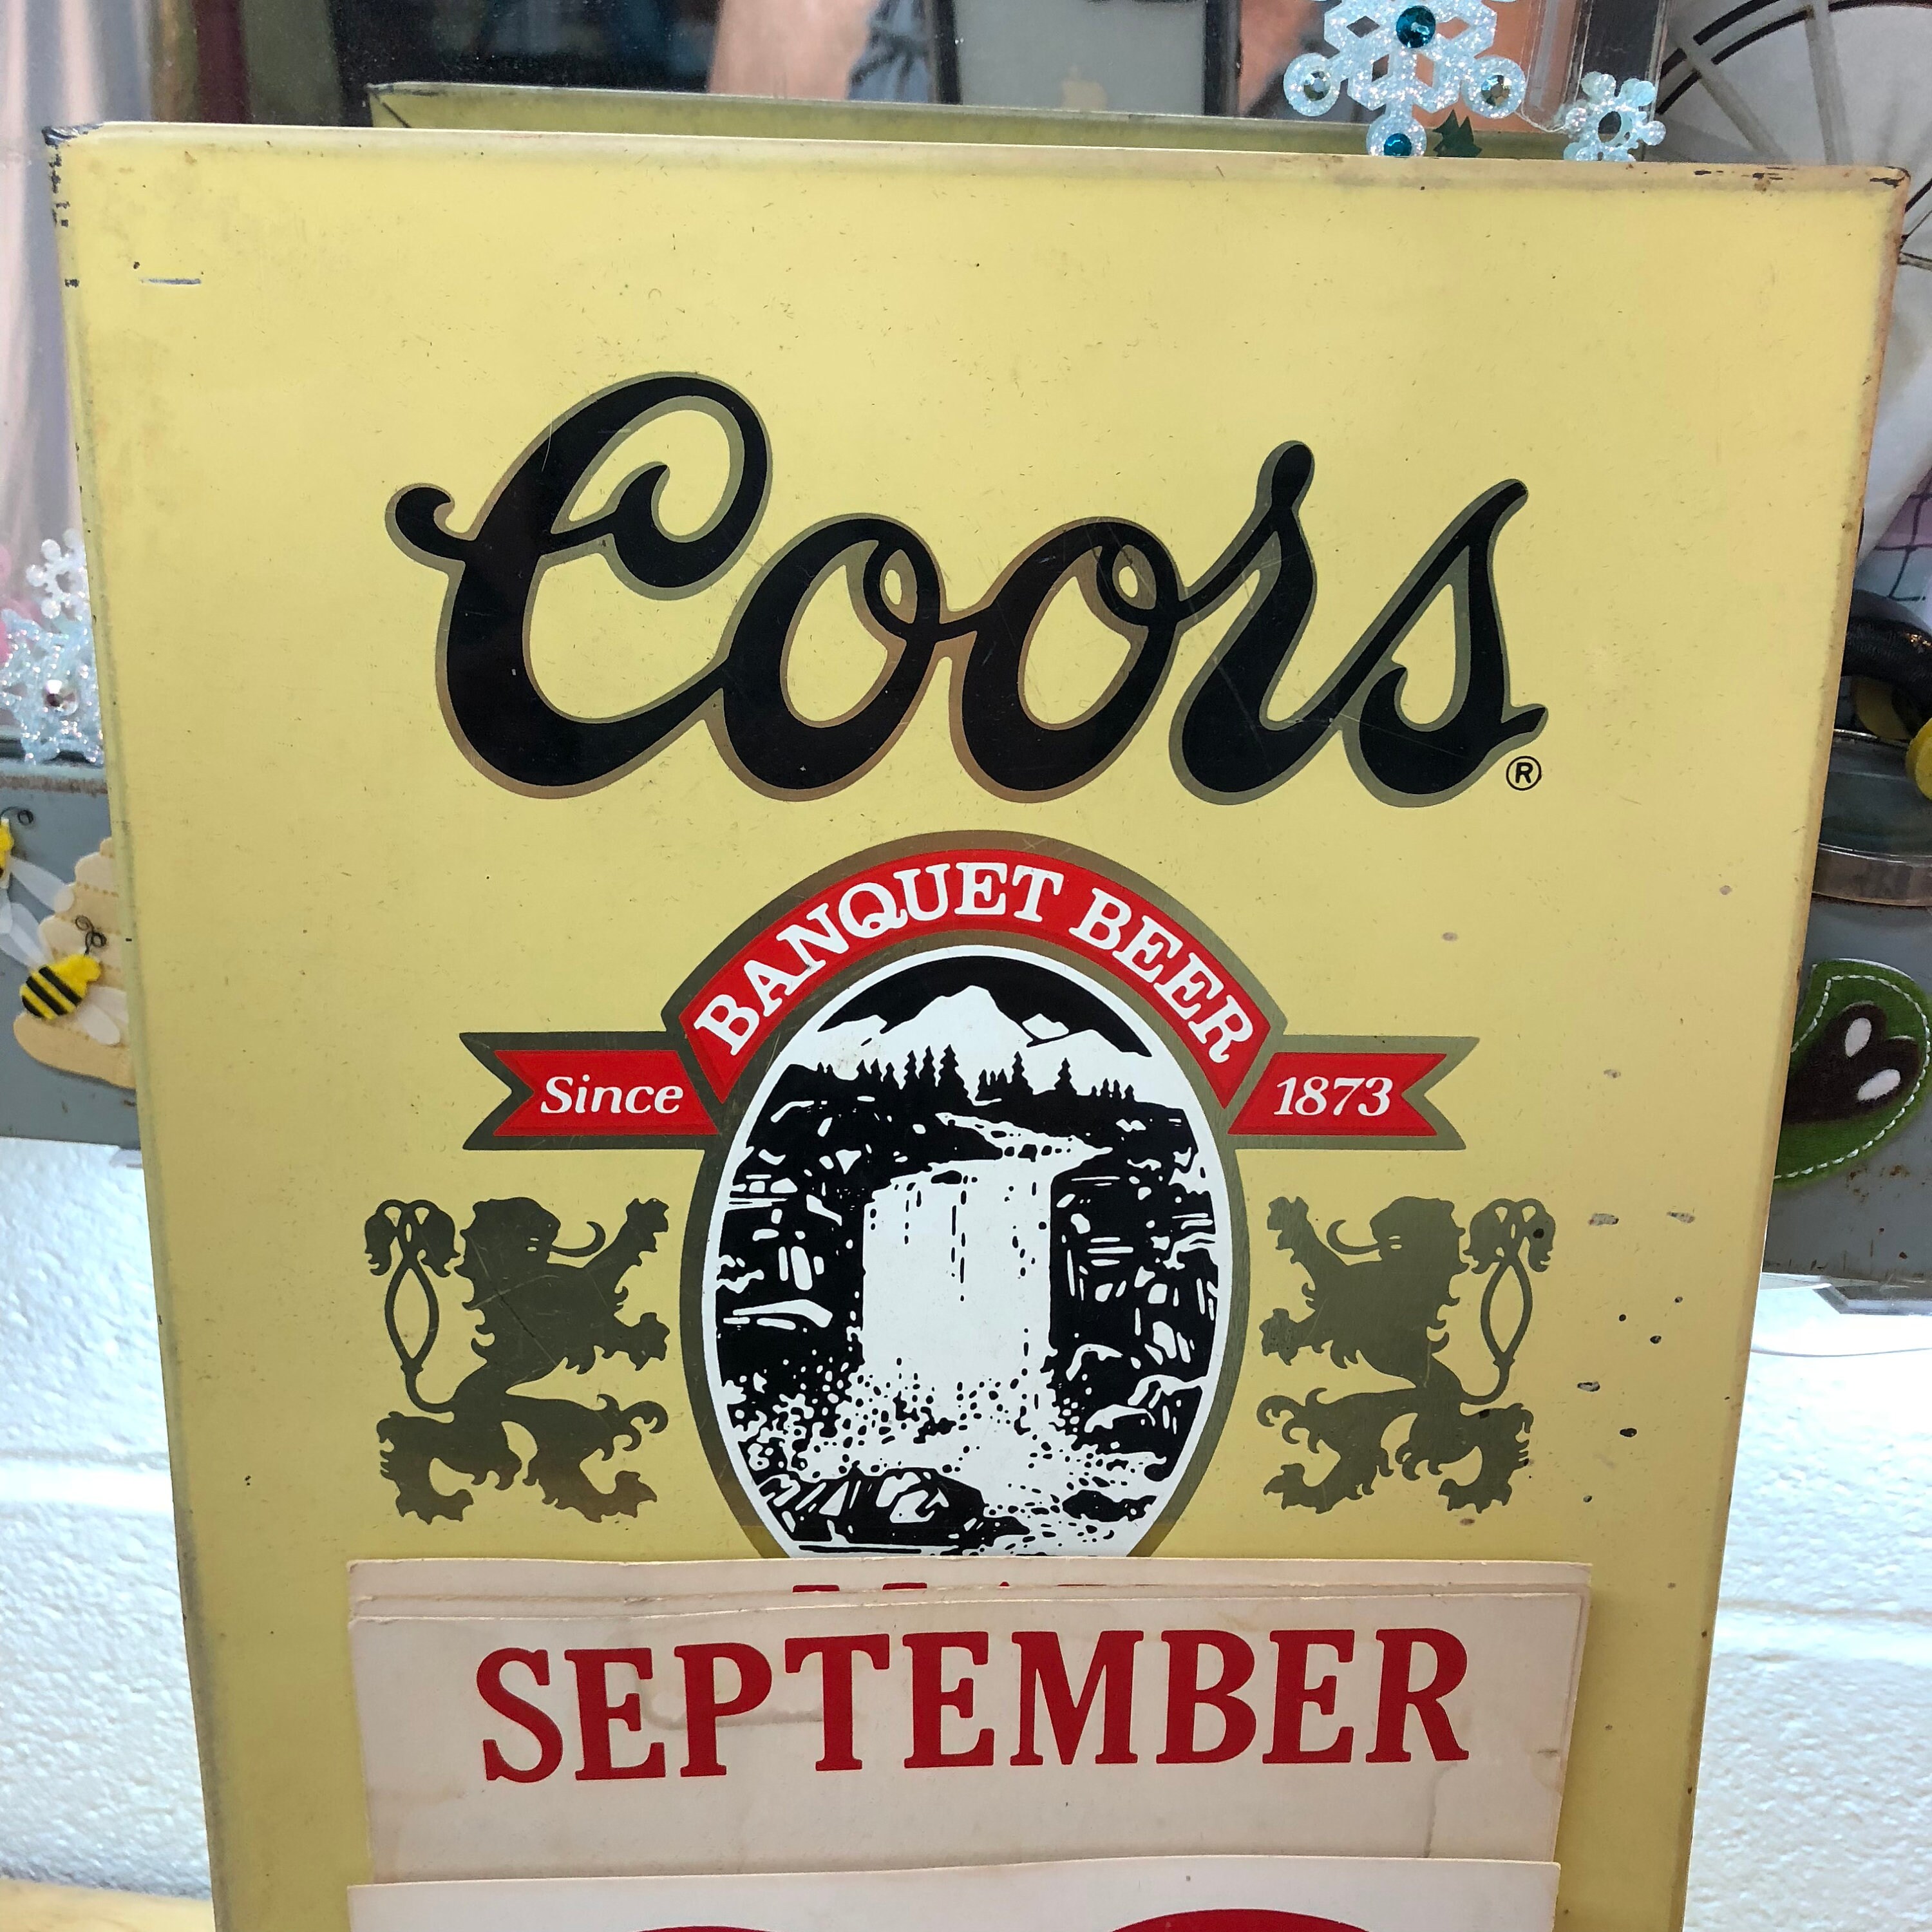 Coors®
BANQUET BEER
Since 1873
SEPTEMBER